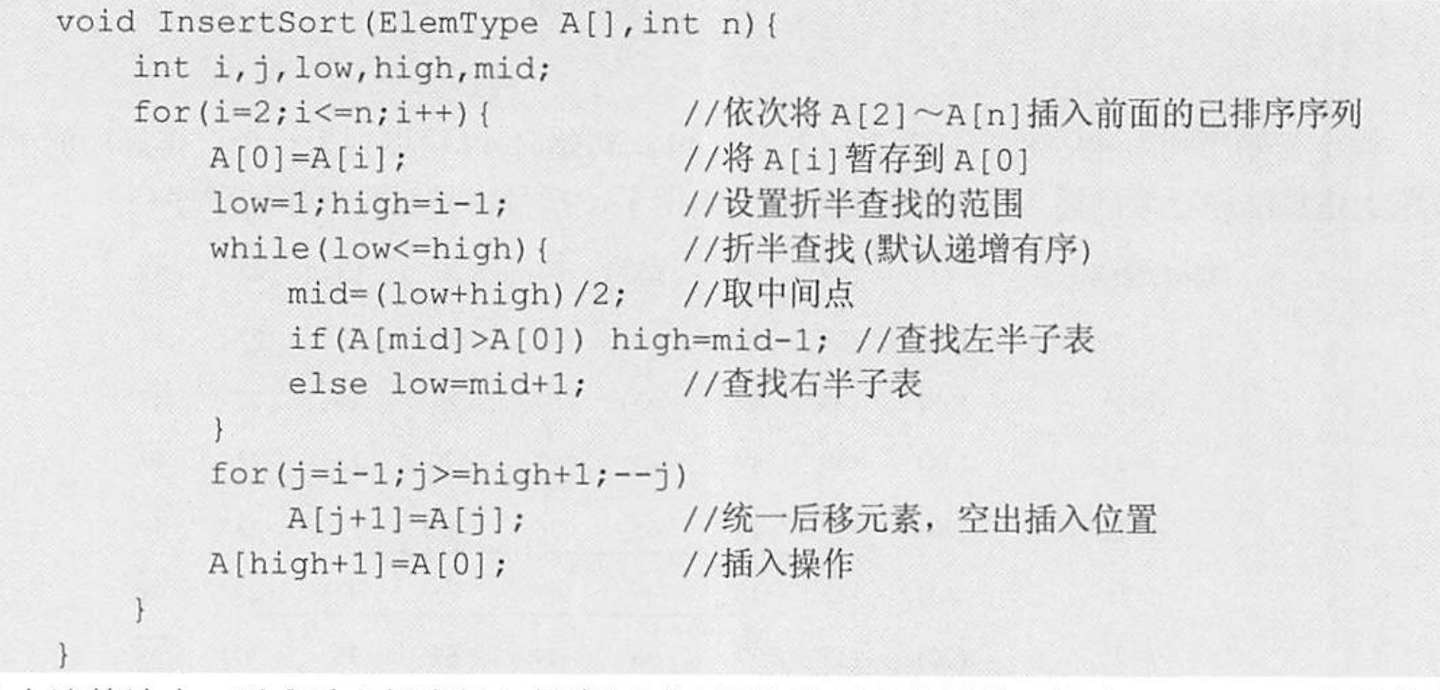 void InsertSort(ElemType A[],int n){
int i,j,low,high,mid;
for(i=2;i<=n;i++){ //依次将A[2]～A[n]插入前面的已排序序列
A[0]=A[i]; //将A[i]暂存到A[0]
low=1;high=i-1; //设置折半查找的范围
while(low<=high){ //折半查找(默认递增有序)
mid=(low+high)/2; //取中间点
if(A[mid]>A[0]) high=mid-1; //查找左半子表
else low=mid+1; //查找右半子表
}
for(j=i-1;j>=high+1;--j)
A[j+1]=A[j]; //统一后移元素，空出插入位置
A[high+1]=A[0]; //插入操作
}
}